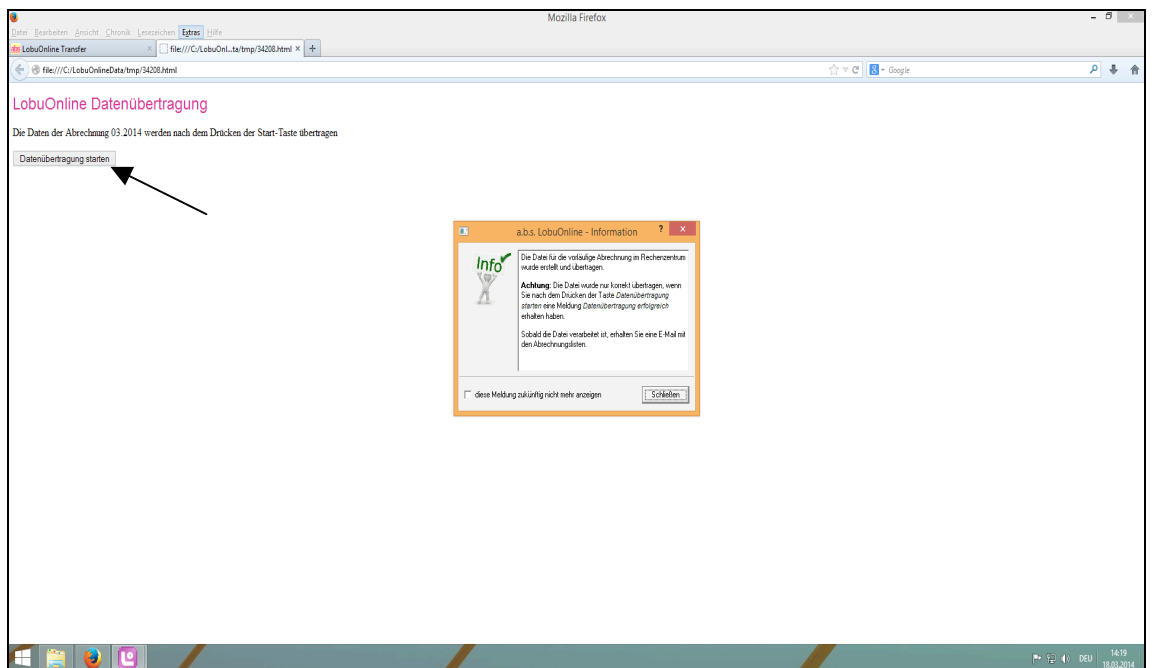 Mozilla Firefox
Datei Bearbeiten Ansicht Chronik Lesezeichen Extras Hilfe
LobuOnline Transfer × file:///C:/LobuOnl...ta/tmp/34208.html × +
file:///C:/LobuOnlineData/tmp/34208.html
8 Google
LobuOnline Datenübertragung
Die Daten der Abrechnung 03.2014 werden nach dem Drücken der Start-Taste übertragen
Datenübertragung starten
a.b.s. LobuOnline - Information ? ×
Info
Die Datei für die vorläufige Abrechnung im Rechenzentrum
wurde erstellt und übertragen.
Achtung: Die Datei wurde nur korrekt übertragen, wenn
Sie nach dem Drücken der Taste Datenübertragung
starten eine Meldung Datenübertragung erfolgreich
erhalten haben.
Sobald die Datei verarbeitet ist, erhalten Sie eine E-Mail mit
den Abrechnungslisten.
diese Meldung zukünftig nicht mehr anzeigen
Schließen
DEU
14:19
18.03.2014